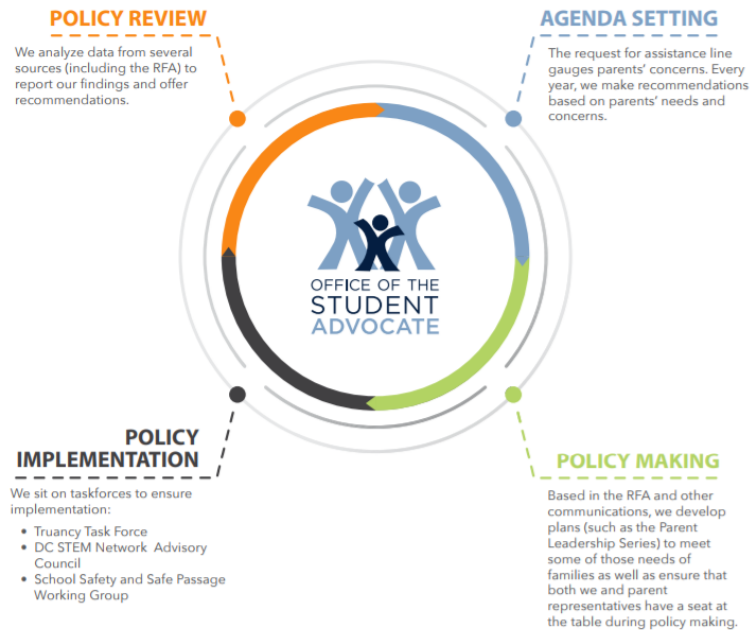 POLICY REVIEW
We analyze data from several
sources (including the RFA) to
report our findings and offer
recommendations.
AGENDA SETTING
The request for assistance line
gauges parents’ concerns. Every
year, we make recommendations
based on parents’ needs and
concerns.
OFFICE OF THE
STUDENT
ADVOCATE
POLICY
IMPLEMENTATION
We sit on taskforces to ensure
implementation:
• Truancy Task Force
• DC STEM Network Advisory
Council
• School Safety and Safe Passage
Working Group
POLICY MAKING
Based in the RFA and other
communications, we develop
plans (such as the Parent
Leadership Series) to meet
some of those needs of
families as well as ensure that
both we and parent
representatives have a seat at
the table during policy making.